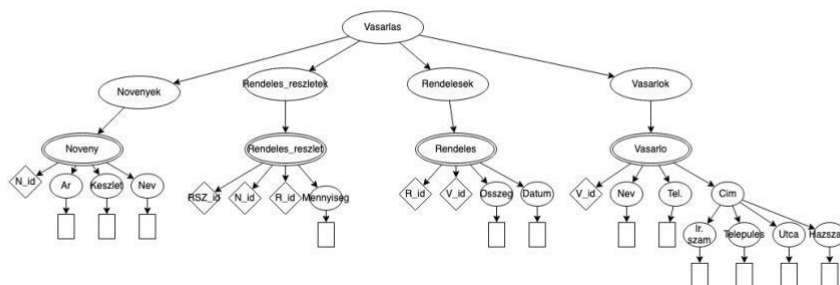 Vasarlas
Novenyek
Rendeles_reszletek
Rendelesek
Vasarlok
Noveny
Rendeles_reszlet
Rendeles
Vasarlo
N_id
Ar
Keszlet
Nev
RSZ_id
N_id
R_id
Mennyiseg
R_id
V_id
Osszeg
Datum
V_id
Nev
Tel.
Cim
Ir.
szam
Telepules
Utca
Hazsza